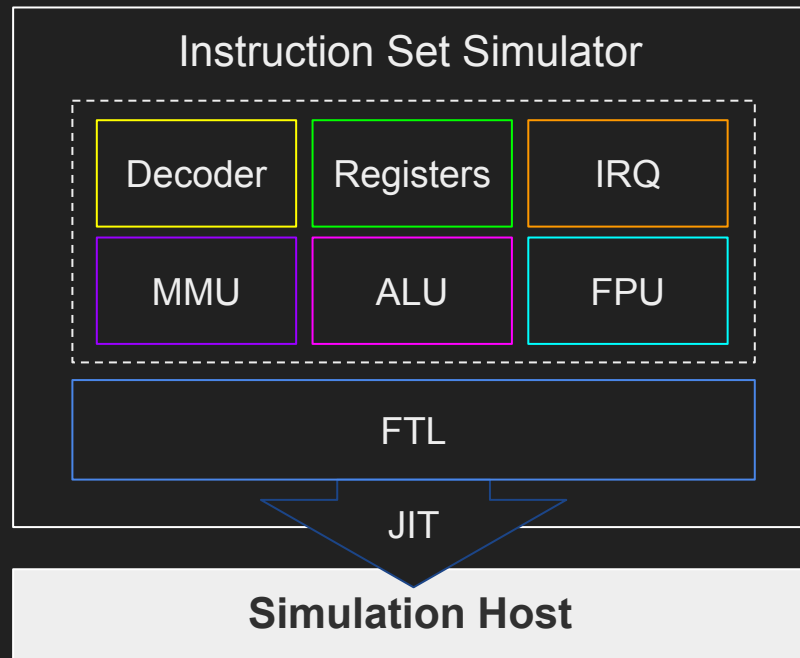 Instruction Set Simulator
Decoder
Registers
IRQ
MMU
ALU
FPU
FTL
JIT
Simulation Host